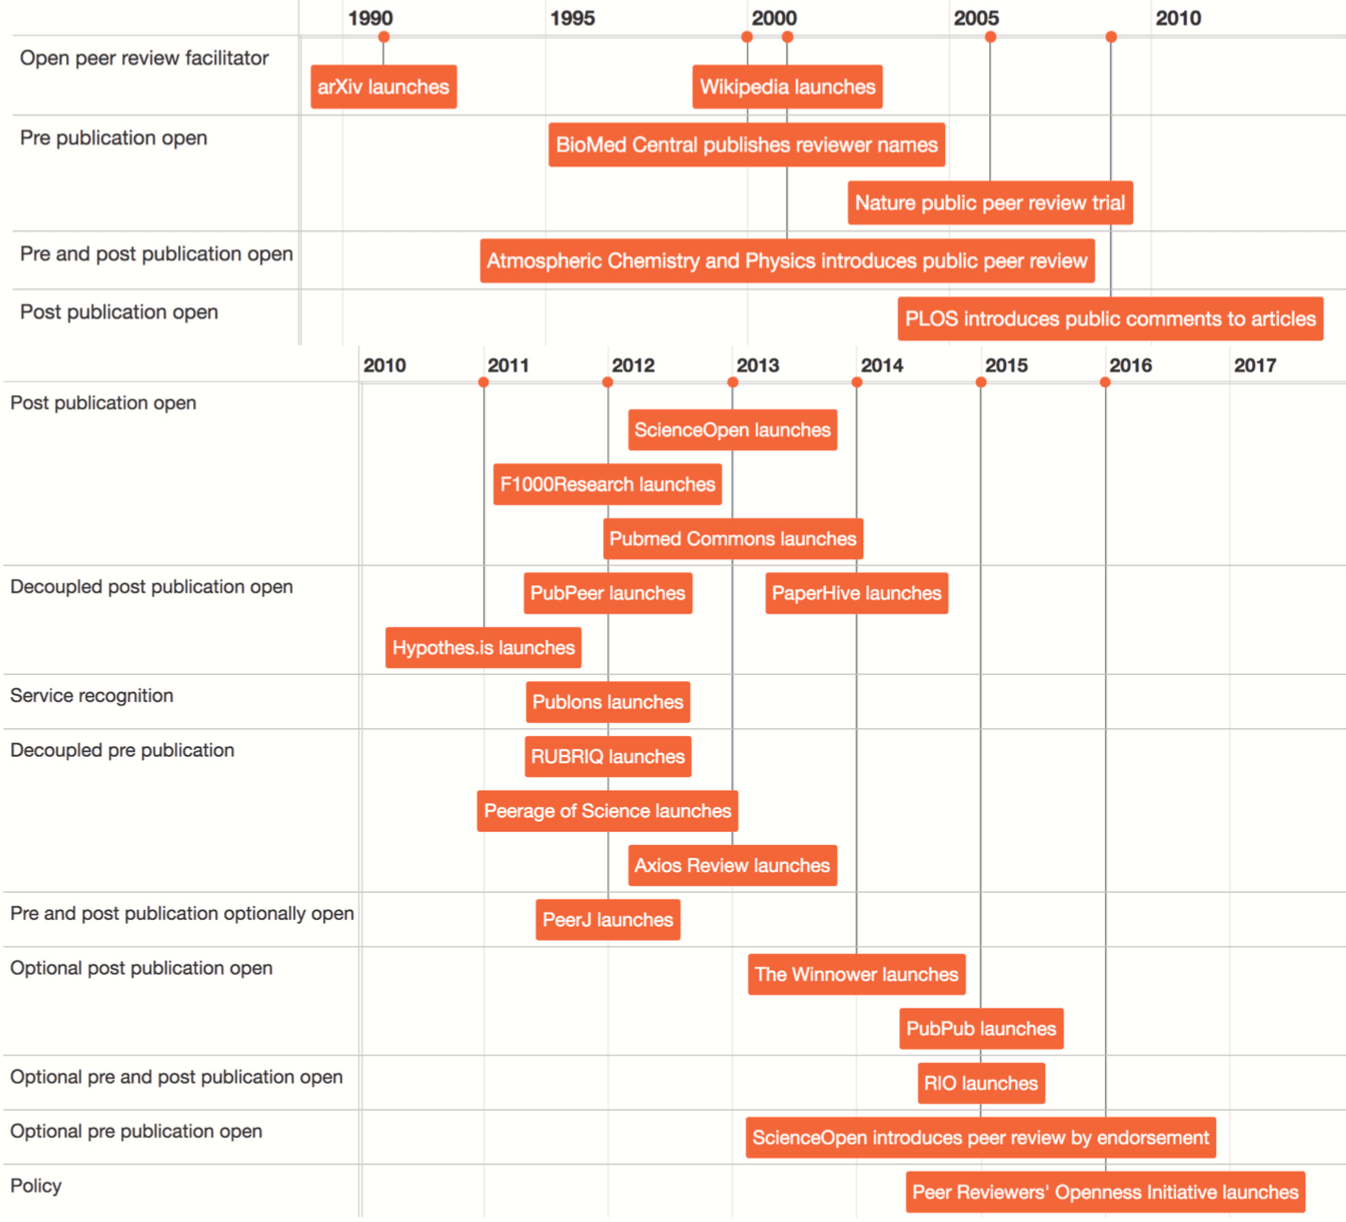 1990 1995 2000 2005 2010
Open peer review facilitator
arXiv launches Wikipedia launches
Pre publication open
BioMed Central publishes reviewer names
Nature public peer review trial
Pre and post publication open
Atmospheric Chemistry and Physics introduces public peer review
Post publication open
PLOS introduces public comments to articles
2010 2011 2012 2013 2014 2015 2016 2017
Post publication open
ScienceOpen launches
F1000Research launches
Pubmed Commons launches
Decoupled post publication open
PubPeer launches PaperHive launches
Hypothes.is launches
Service recognition
Publons launches
Decoupled pre publication
RUBRIQ launches
Peerage of Science launches
Axios Review launches
Pre and post publication optionally open
PeerJ launches
Optional post publication open
The Winnower launches
PubPub launches
Optional pre and post publication open
RIO launches
Optional pre publication open
ScienceOpen introduces peer review by endorsement
Policy
Peer Reviewers' Openness Initiative launches